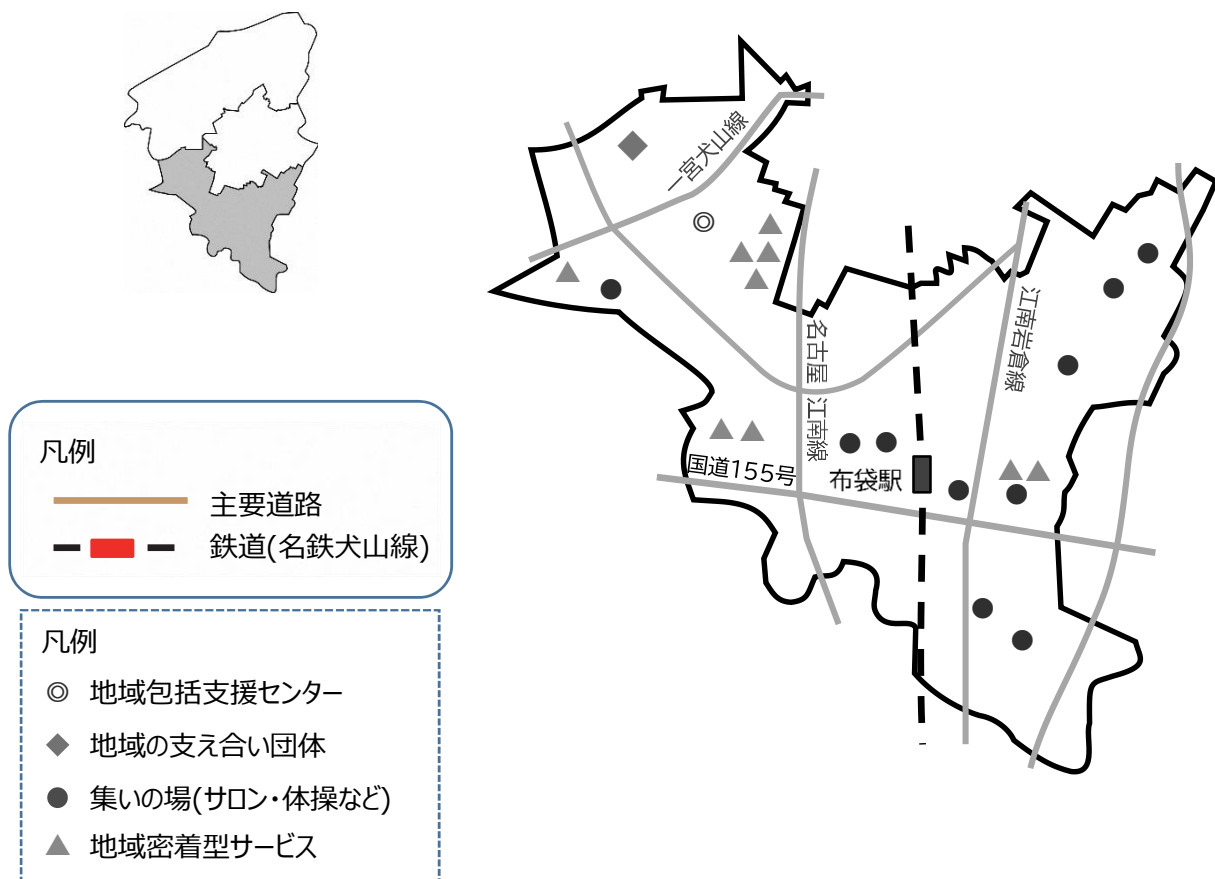 一宮犬山線
江南岩倉線
名古屋江南線
国道155号
布袋駅
凡例
主要道路
鉄道(名鉄犬山線)
凡例
◎ 地域包括支援センター
◆ 地域の支え合い団体
● 集いの場(サロン・体操など)
▲ 地域密着型サービス